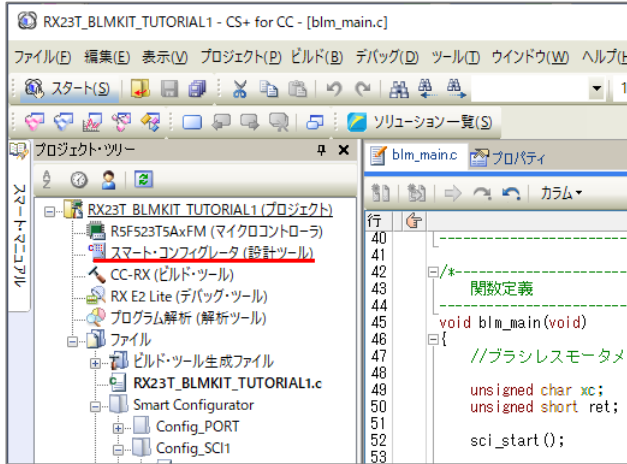 RX23T_BLMKIT_TUTORIAL1 - CS+ for CC - [blm_main.c]
ファイル(F) 編集(E) 表示(V) プロジェクト(P) ビルド(B) デバッグ(D) ツール(T) ウインドウ(W) ヘルプ(H
スタート(S)
ソリューション一覧(S)
プロジェクト・ツリー
blm_main.c プロパティ
スマート・マニュアル
カラム
行
RX23T_BLMKIT_TUTORIAL1 (プロジェクト)
R5F523T5AxFM (マイクロコントローラ)
スマート・コンフィグレータ (設計ツール)
CC-RX (ビルド・ツール)
RX E2 Lite (デバッグ・ツール)
プログラム解析 (解析ツール)
ファイル
ビルド・ツール生成ファイル
RX23T_BLMKIT_TUTORIAL1.c
Smart Configurator
Config_PORT
Config_SCI1
40 -----------------------
41
42 /*-----------------------
43 関数定義
44 -----------------------
45 void blm_main(void)
46 {
47 //ブラシレスモータメ
48
49 unsigned char xc;
50 unsigned short ret;
51
52 sci_start();
53